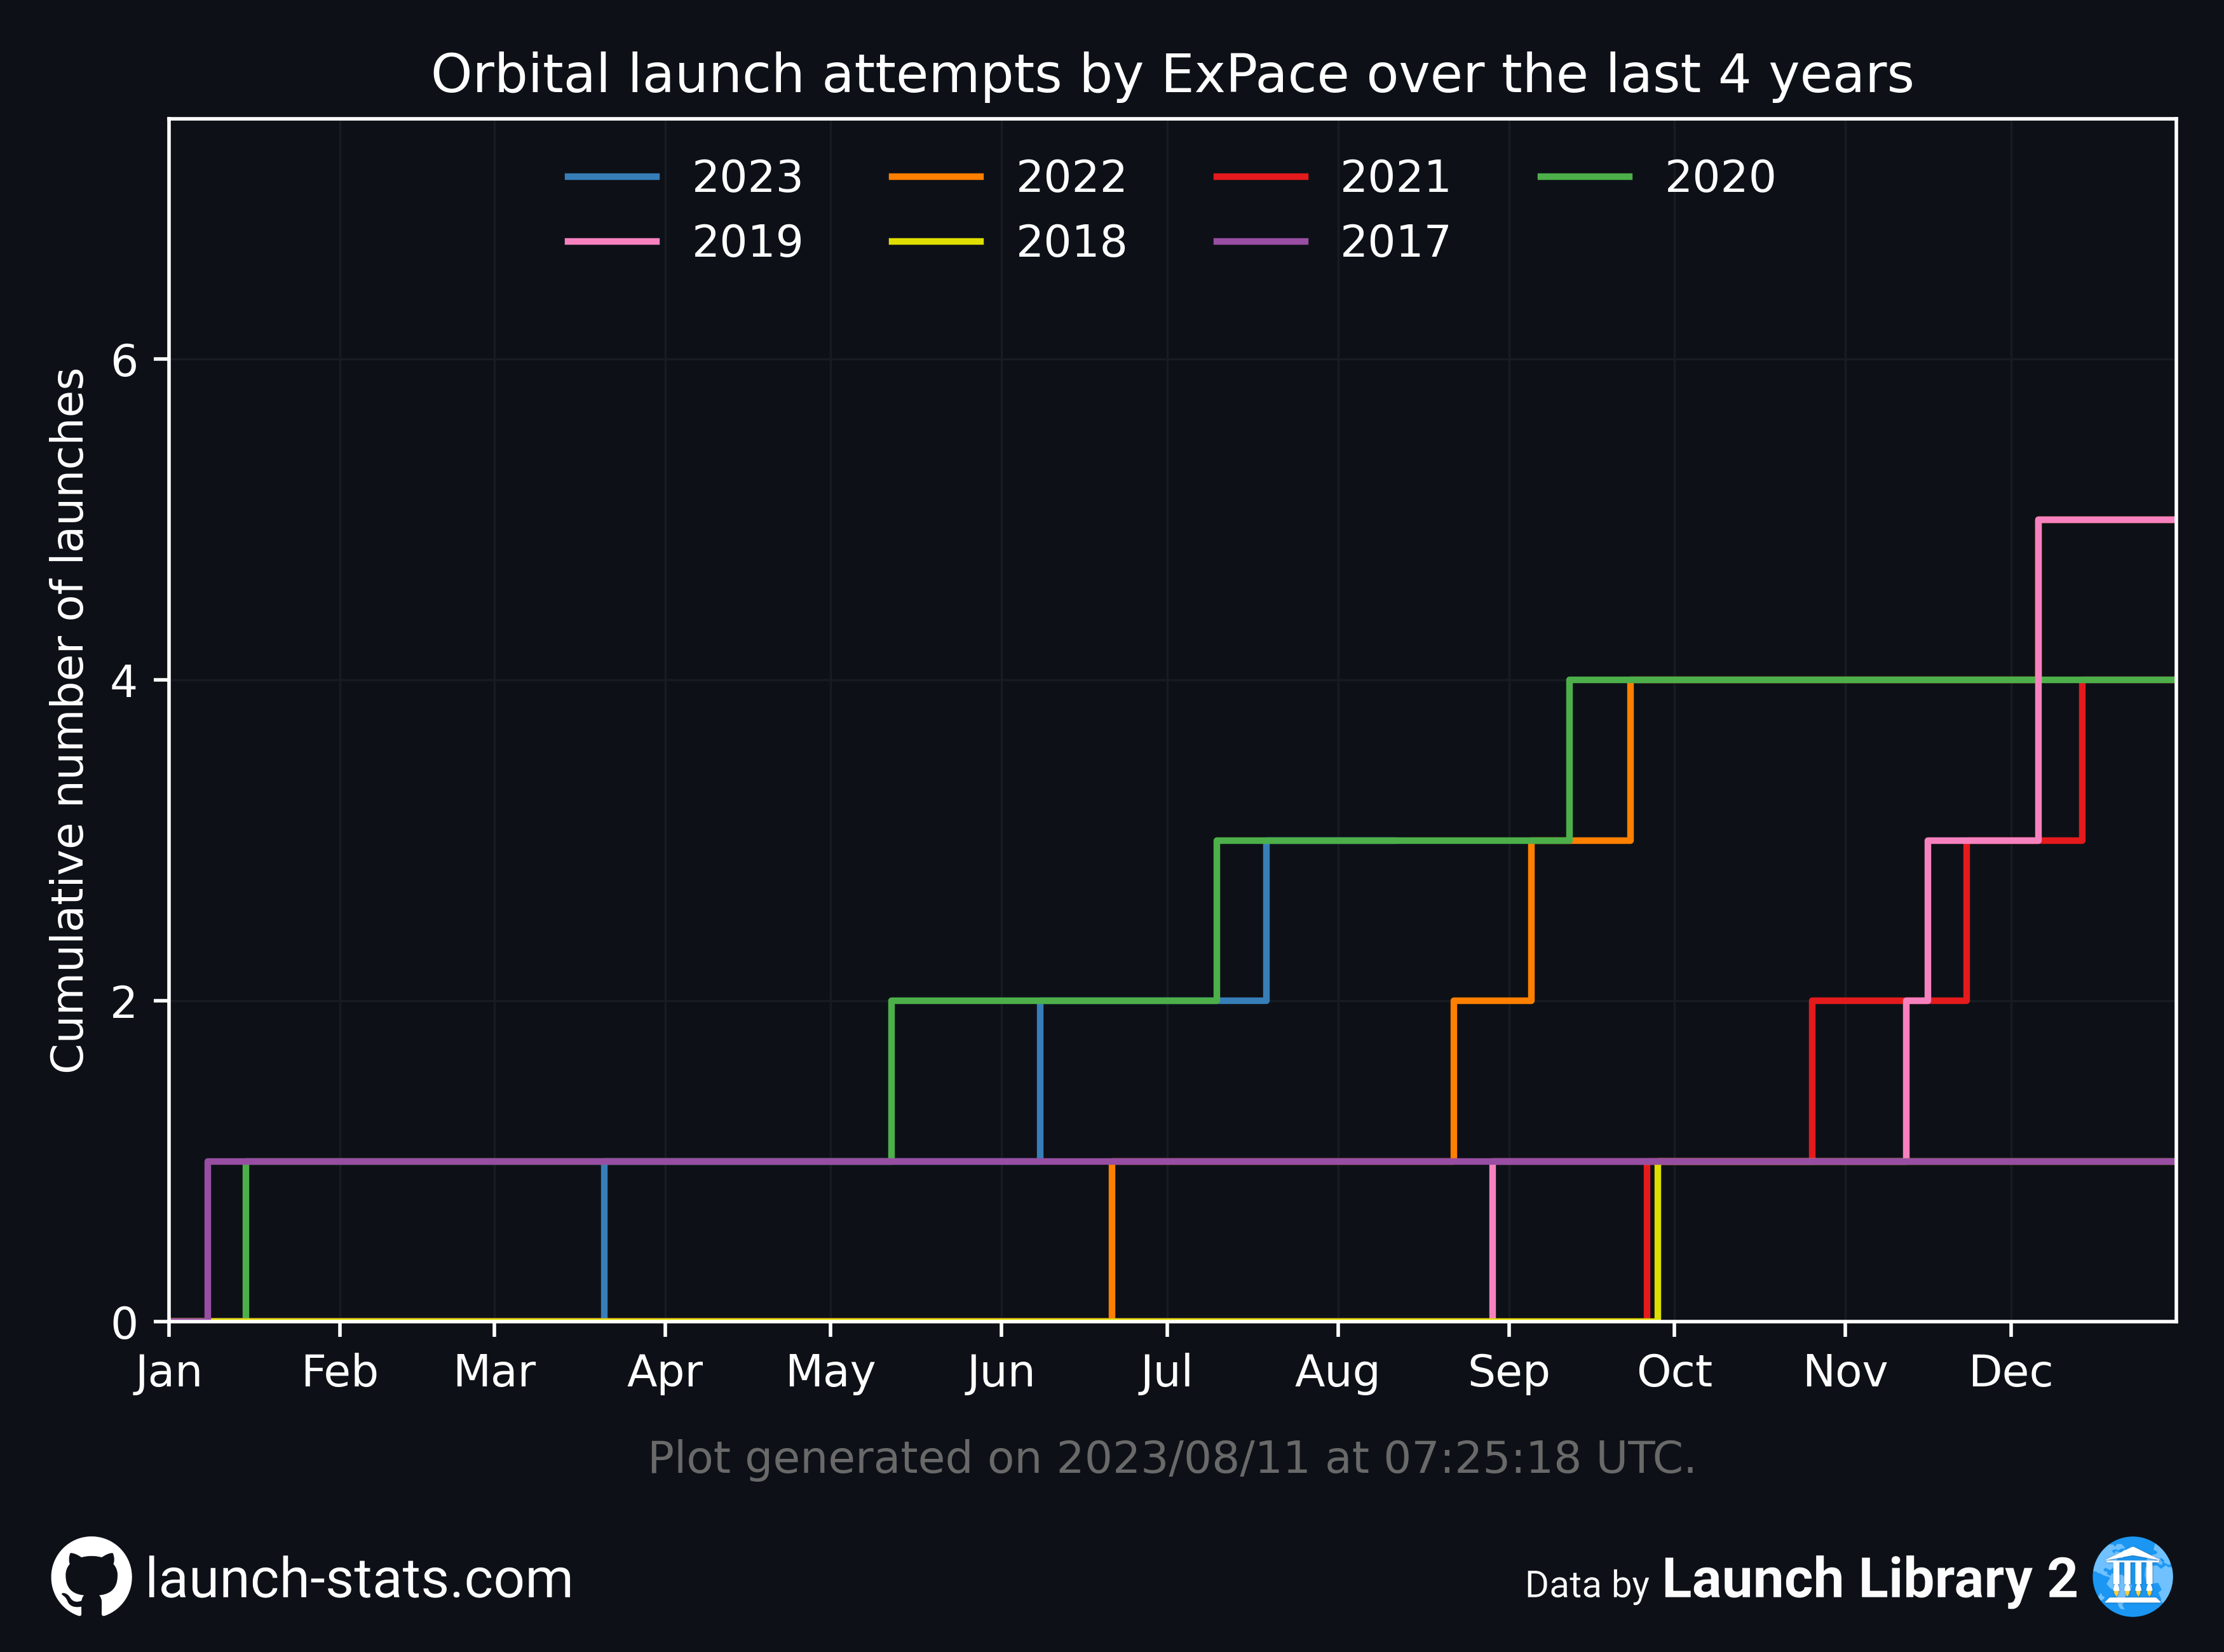 Orbital launch attempts by ExPace over the last 4 years
2023 2022 2021 2020
2019 2018 2017
Cumulative number of launches
6
4
2
0
Jan Feb Mar Apr May Jun Jul Aug Sep Oct Nov Dec
Plot generated on 2023/08/11 at 07:25:18 UTC.
launch-stats.com
Data by Launch Library 2